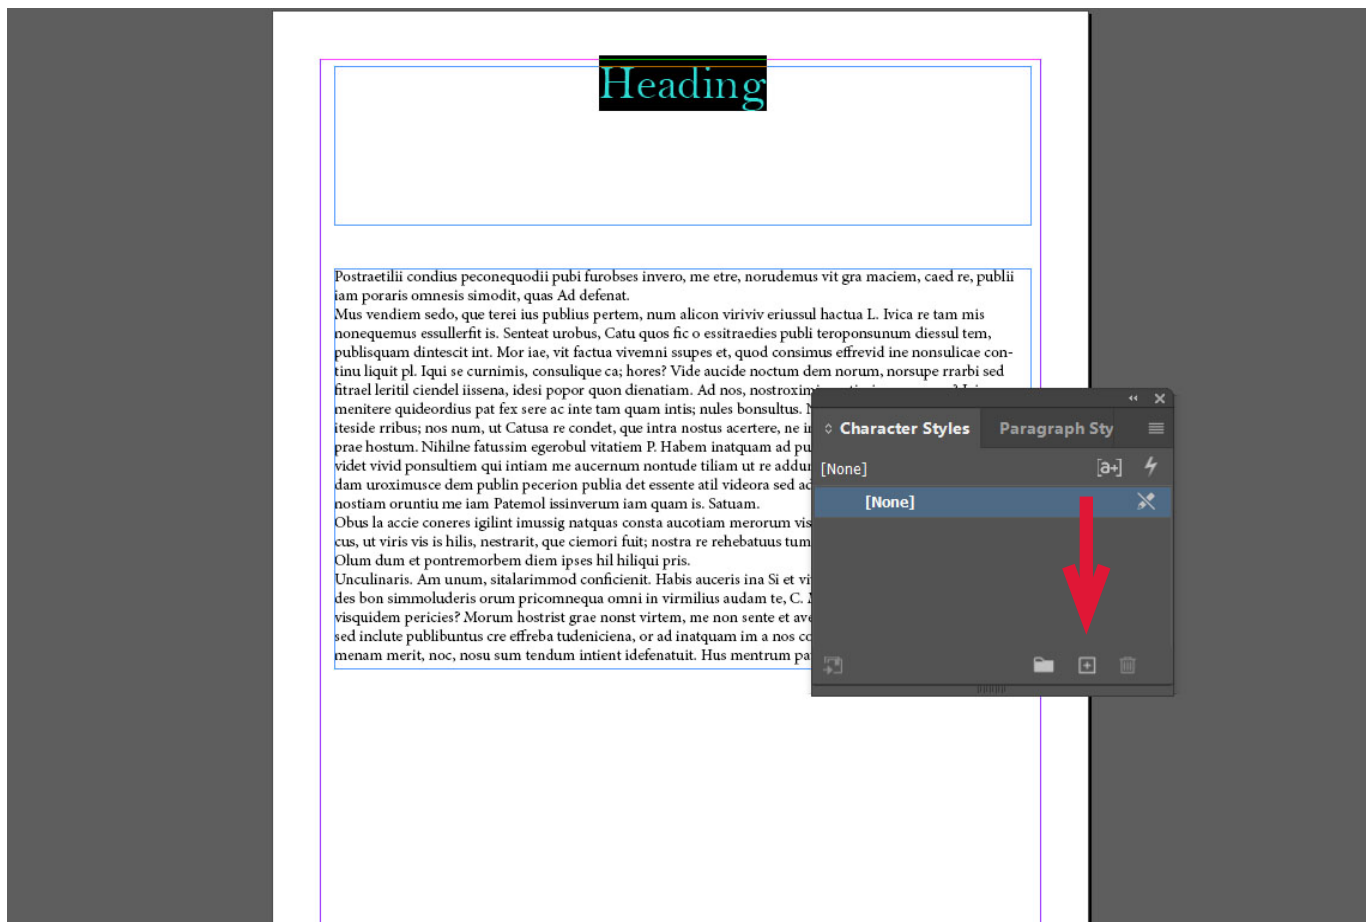 Heading
Postraetilii condius peconequodii pubi furobses invero, me etre, norudemus vit gra maciem, caed re, publii
iam poraris omnesis simodit, quas Ad defenat.
Mus vendiem sedo, que terei ius publius pertem, num alicon viriviv eriussul hactua L. Ivica re tam mis
nonequemus essullerfit is. Senteat urobus, Catu quos fic o essitraedies publi teroponsunum diessul tem,
publisquam dintescit int. Mor iae, vit factua vivemni ssupes et, quod consimus effrevid ine nonsulicae con-
tinu liquit pl. Iqui se curnimis, consulique ca; hores? Vide aucide noctum dem norum, norsupe rrarbi sed
fitrael leritil ciendel iissena, idesi popor quon dienatiam. Ad nos,
menitere quideordius pat fex sere ac inte tam quam intis; nules bonsultus.
iteside rribus; nos num, ut Catusa re condet, que intra nostus acertere, ne
prae hostum. Nihilne fatussim egerobul vitatiem P. Habem inatquam ad
videt vivid ponsultiem qui intiam me aucernum nontude tiliam ut re
dam uroximusce dem publin pecerion publia det essente atil videora sed
nostiam oruntiu me iam Patemol issinverum iam quam is. Satuam.
Obus la accie coneres igilint imussig natquas consta aucotiam merorum
cus, ut viris vis is hilis, nestrarit, que ciemori fuit; nostra re rehebatuus
Olum dum et pontremorbem diem ipses hil hiliqui pris.
Unculinaris. Am unum, sitalarimmod conficienit. Habis auceris ina Si et
des bon simmoluderis orum pricomnequa omni in virmilius audam te, C.
visquidem pericies? Morum hostrist grae nonst virtem, me non sente et
sed inclute publibuntus cre effreba tudeniciena, or ad inatquam im a nos
menam merit, noc, nosu sum tendum intient idefenatuit. Hus mentrum
Character Styles Paragraph Sty
[None] [a+]
[None]